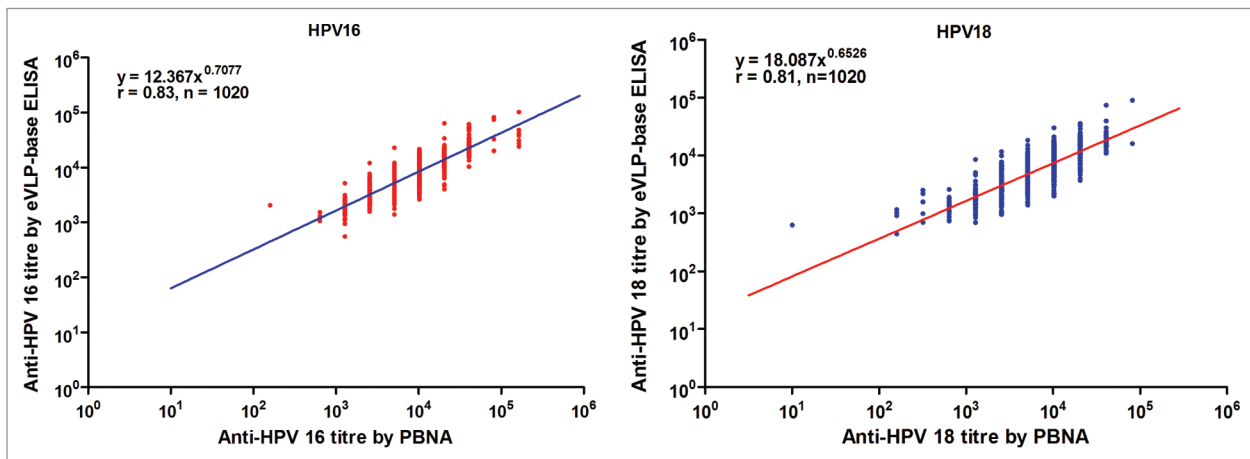 HPV16
y = 12.367x^0.7077
r = 0.83, n = 1020
Anti-HPV 16 titre by eVLP-base ELISA
10^6
10^5
10^4
10^3
10^2
10^1
10^0
10^0 10^1 10^2 10^3 10^4 10^5 10^6
Anti-HPV 16 titre by PBNA
HPV18
y = 18.087x^0.6526
r = 0.81, n=1020
Anti-HPV 18 titre by eVLP-base ELISA
10^6
10^5
10^4
10^3
10^2
10^1
10^0
10^0 10^1 10^2 10^3 10^4 10^5 10^6
Anti-HPV 18 titre by PBNA